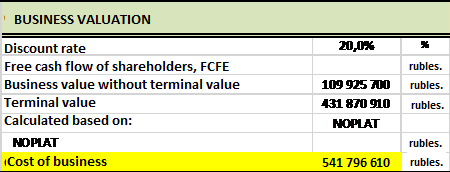 BUSINESS VALUATION
Discount rate 20,0% %
Free cash flow of shareholders, FCFE rubles.
Business value without terminal value 109 925 700 rubles.
Terminal value 431 870 910 rubles.
Calculated based on: NOPLAT
NOPLAT rubles.
Cost of business 541 796 610 rubles.